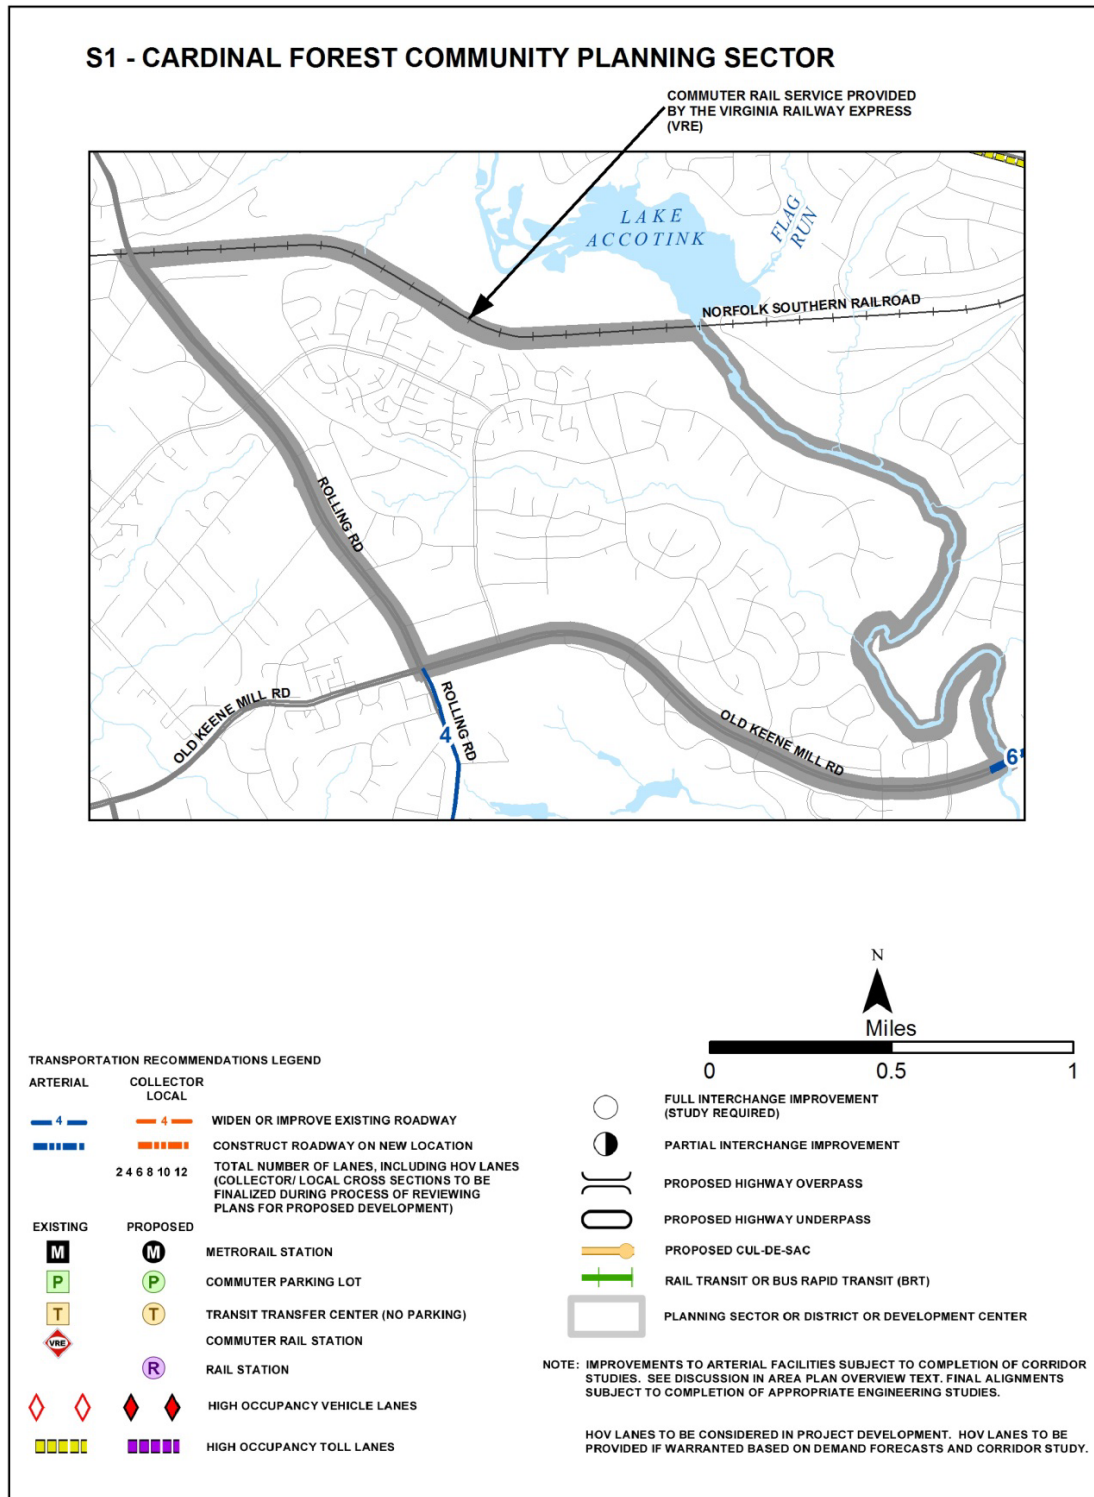 S1 - CARDINAL FOREST COMMUNITY PLANNING SECTOR
COMMUTER RAIL SERVICE PROVIDED
BY THE VIRGINIA RAILWAY EXPRESS
(VRE)
LAKE
ACCOTINK
FLAG
RUN
NORFOLK SOUTHERN RAILROAD
ROLLING RD
OLD KEENE MILL RD
ROLLING RD
4
OLD KEENE MILL RD
6
N
Miles
0
0.5
1
TRANSPORTATION RECOMMENDATIONS LEGEND
ARTERIAL
COLLECTOR
LOCAL
4
4
WIDEN OR IMPROVE EXISTING ROADWAY
CONSTRUCT ROADWAY ON NEW LOCATION
2 4 6 8 10 12
TOTAL NUMBER OF LANES, INCLUDING HOV LANES
(COLLECTOR/ LOCAL CROSS SECTIONS TO BE
FINALIZED DURING PROCESS OF REVIEWING
PLANS FOR PROPOSED DEVELOPMENT)
EXISTING
PROPOSED
M
M
METRORAIL STATION
P
P
COMMUTER PARKING LOT
T
T
TRANSIT TRANSFER CENTER (NO PARKING)
VRE
COMMUTER RAIL STATION
R
RAIL STATION
HIGH OCCUPANCY VEHICLE LANES
HIGH OCCUPANCY TOLL LANES
FULL INTERCHANGE IMPROVEMENT
(STUDY REQUIRED)
PARTIAL INTERCHANGE IMPROVEMENT
PROPOSED HIGHWAY OVERPASS
PROPOSED HIGHWAY UNDERPASS
PROPOSED CUL-DE-SAC
RAIL TRANSIT OR BUS RAPID TRANSIT (BRT)
PLANNING SECTOR OR DISTRICT OR DEVELOPMENT CENTER
NOTE: IMPROVEMENTS TO ARTERIAL FACILITIES SUBJECT TO COMPLETION OF CORRIDOR
STUDIES. SEE DISCUSSION IN AREA PLAN OVERVIEW TEXT. FINAL ALIGNMENTS
SUBJECT TO COMPLETION OF APPROPRIATE ENGINEERING STUDIES.
HOV LANES TO BE CONSIDERED IN PROJECT DEVELOPMENT. HOV LANES TO BE
PROVIDED IF WARRANTED BASED ON DEMAND FORECASTS AND CORRIDOR STUDY.